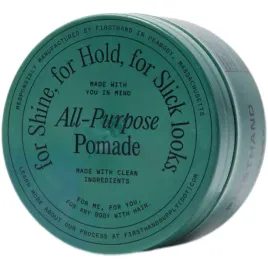 RESPONSIBLY MANUFACTURED BY FIRSTHAND IN PEABODY, MASSACHUSETTS
for Shine, for Hold, for Slick looks.
MADE WITH
YOU IN MIND
All-Purpose
Pomade
MADE WITH CLEAN
INGREDIENTS
FOR ME, FOR YOU,
FOR ANY BODY WITH HAIR.
LEARN MORE ABOUT OUR PROCESS AT FIRSTHANDSUPPLY(DOT)COM